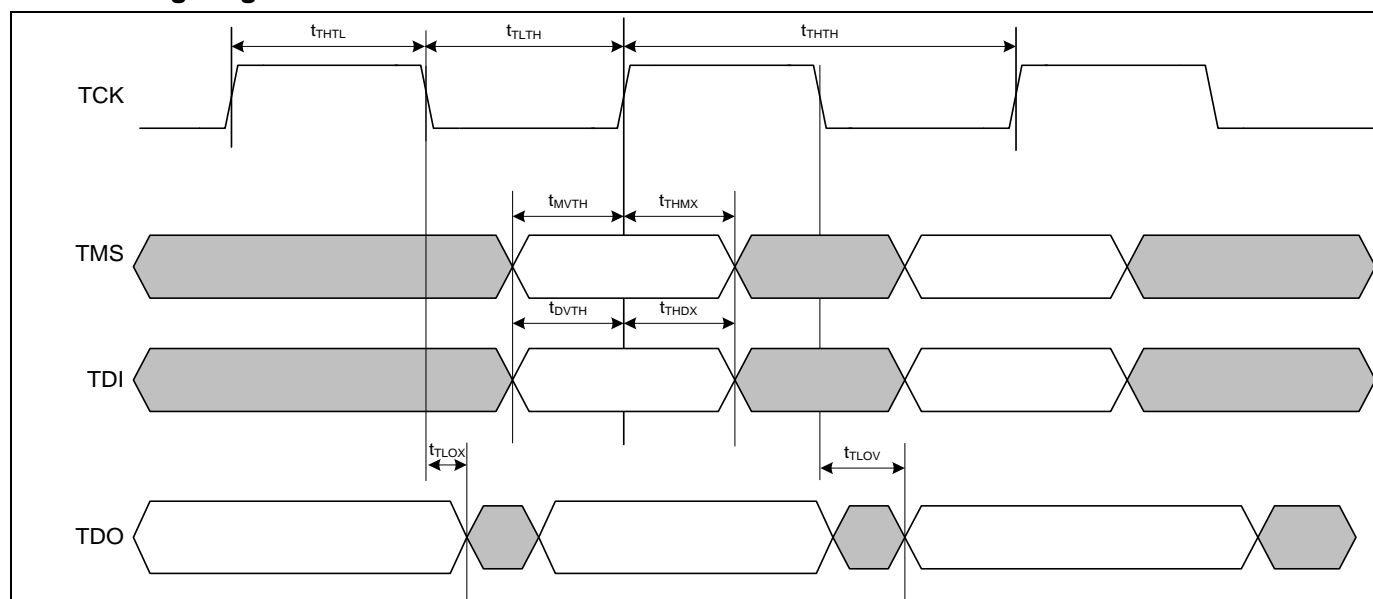 tTHTL tTLTH tTHTH
TCK
tMVTH tTHMX
TMS
tDVTH tTHDX
TDI
tTLOX tTLOV
TDO